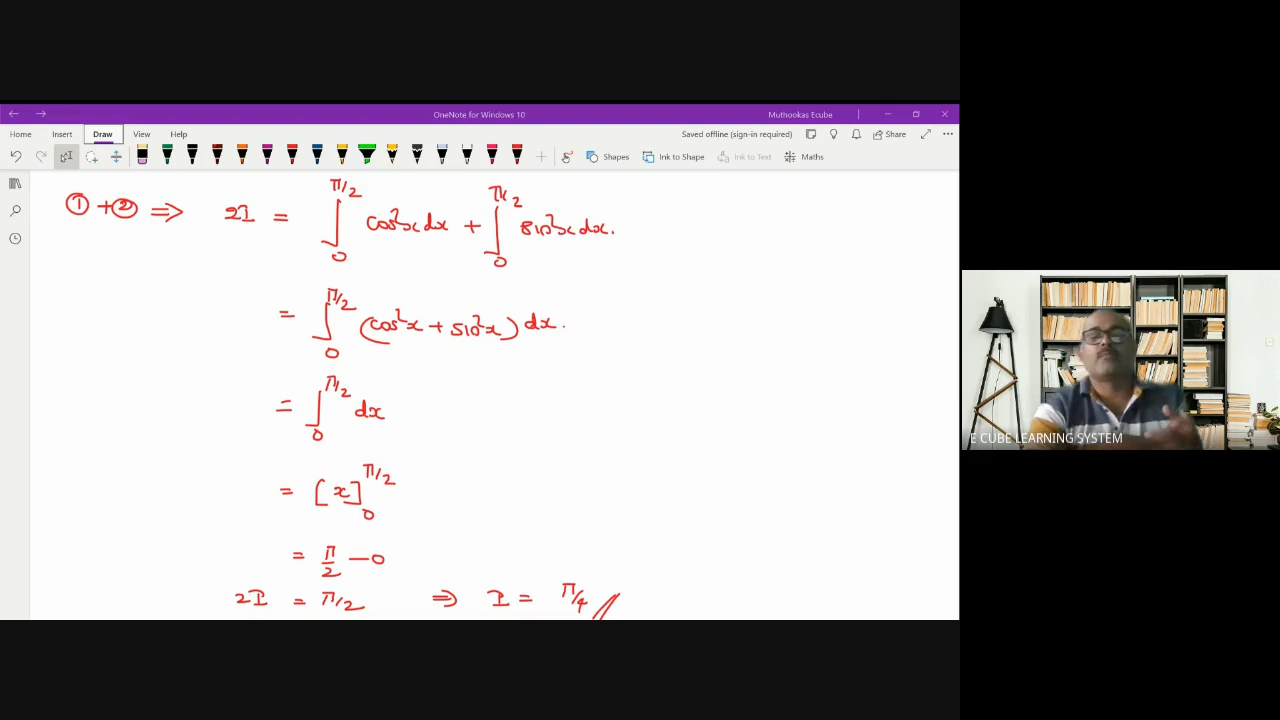 OneNote for Windows 10
Muthookas Ecube
Home Insert Draw View Help
Saved offline (sign-in required) Share
Shapes Ink to Shape Ink to Text Maths
① + ② ⇒ 2I = ∫₀^{π/2} cos²x dx + ∫₀^{π/2} sin²x dx.
= ∫₀^{π/2} (cos²x + sin²x) dx.
= ∫₀^{π/2} dx
= [x]₀^{π/2}
= π/2 — 0
2I = π/2 ⇒ I = π/4 //
E CUBE LEARNING SYSTEM